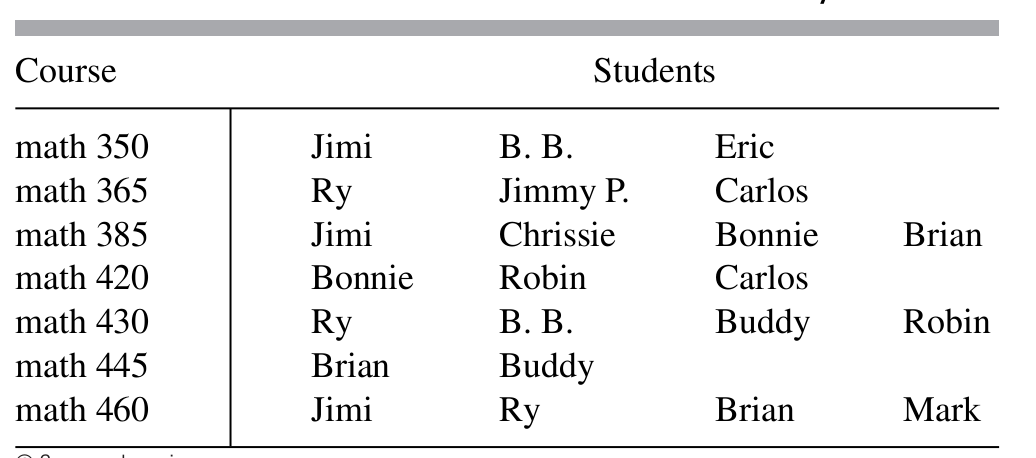 Course Students
math 350 Jimi B. B. Eric
math 365 Ry Jimmy P. Carlos
math 385 Jimi Chrissie Bonnie Brian
math 420 Bonnie Robin Carlos
math 430 Ry B. B. Buddy Robin
math 445 Brian Buddy
math 460 Jimi Ry Brian Mark